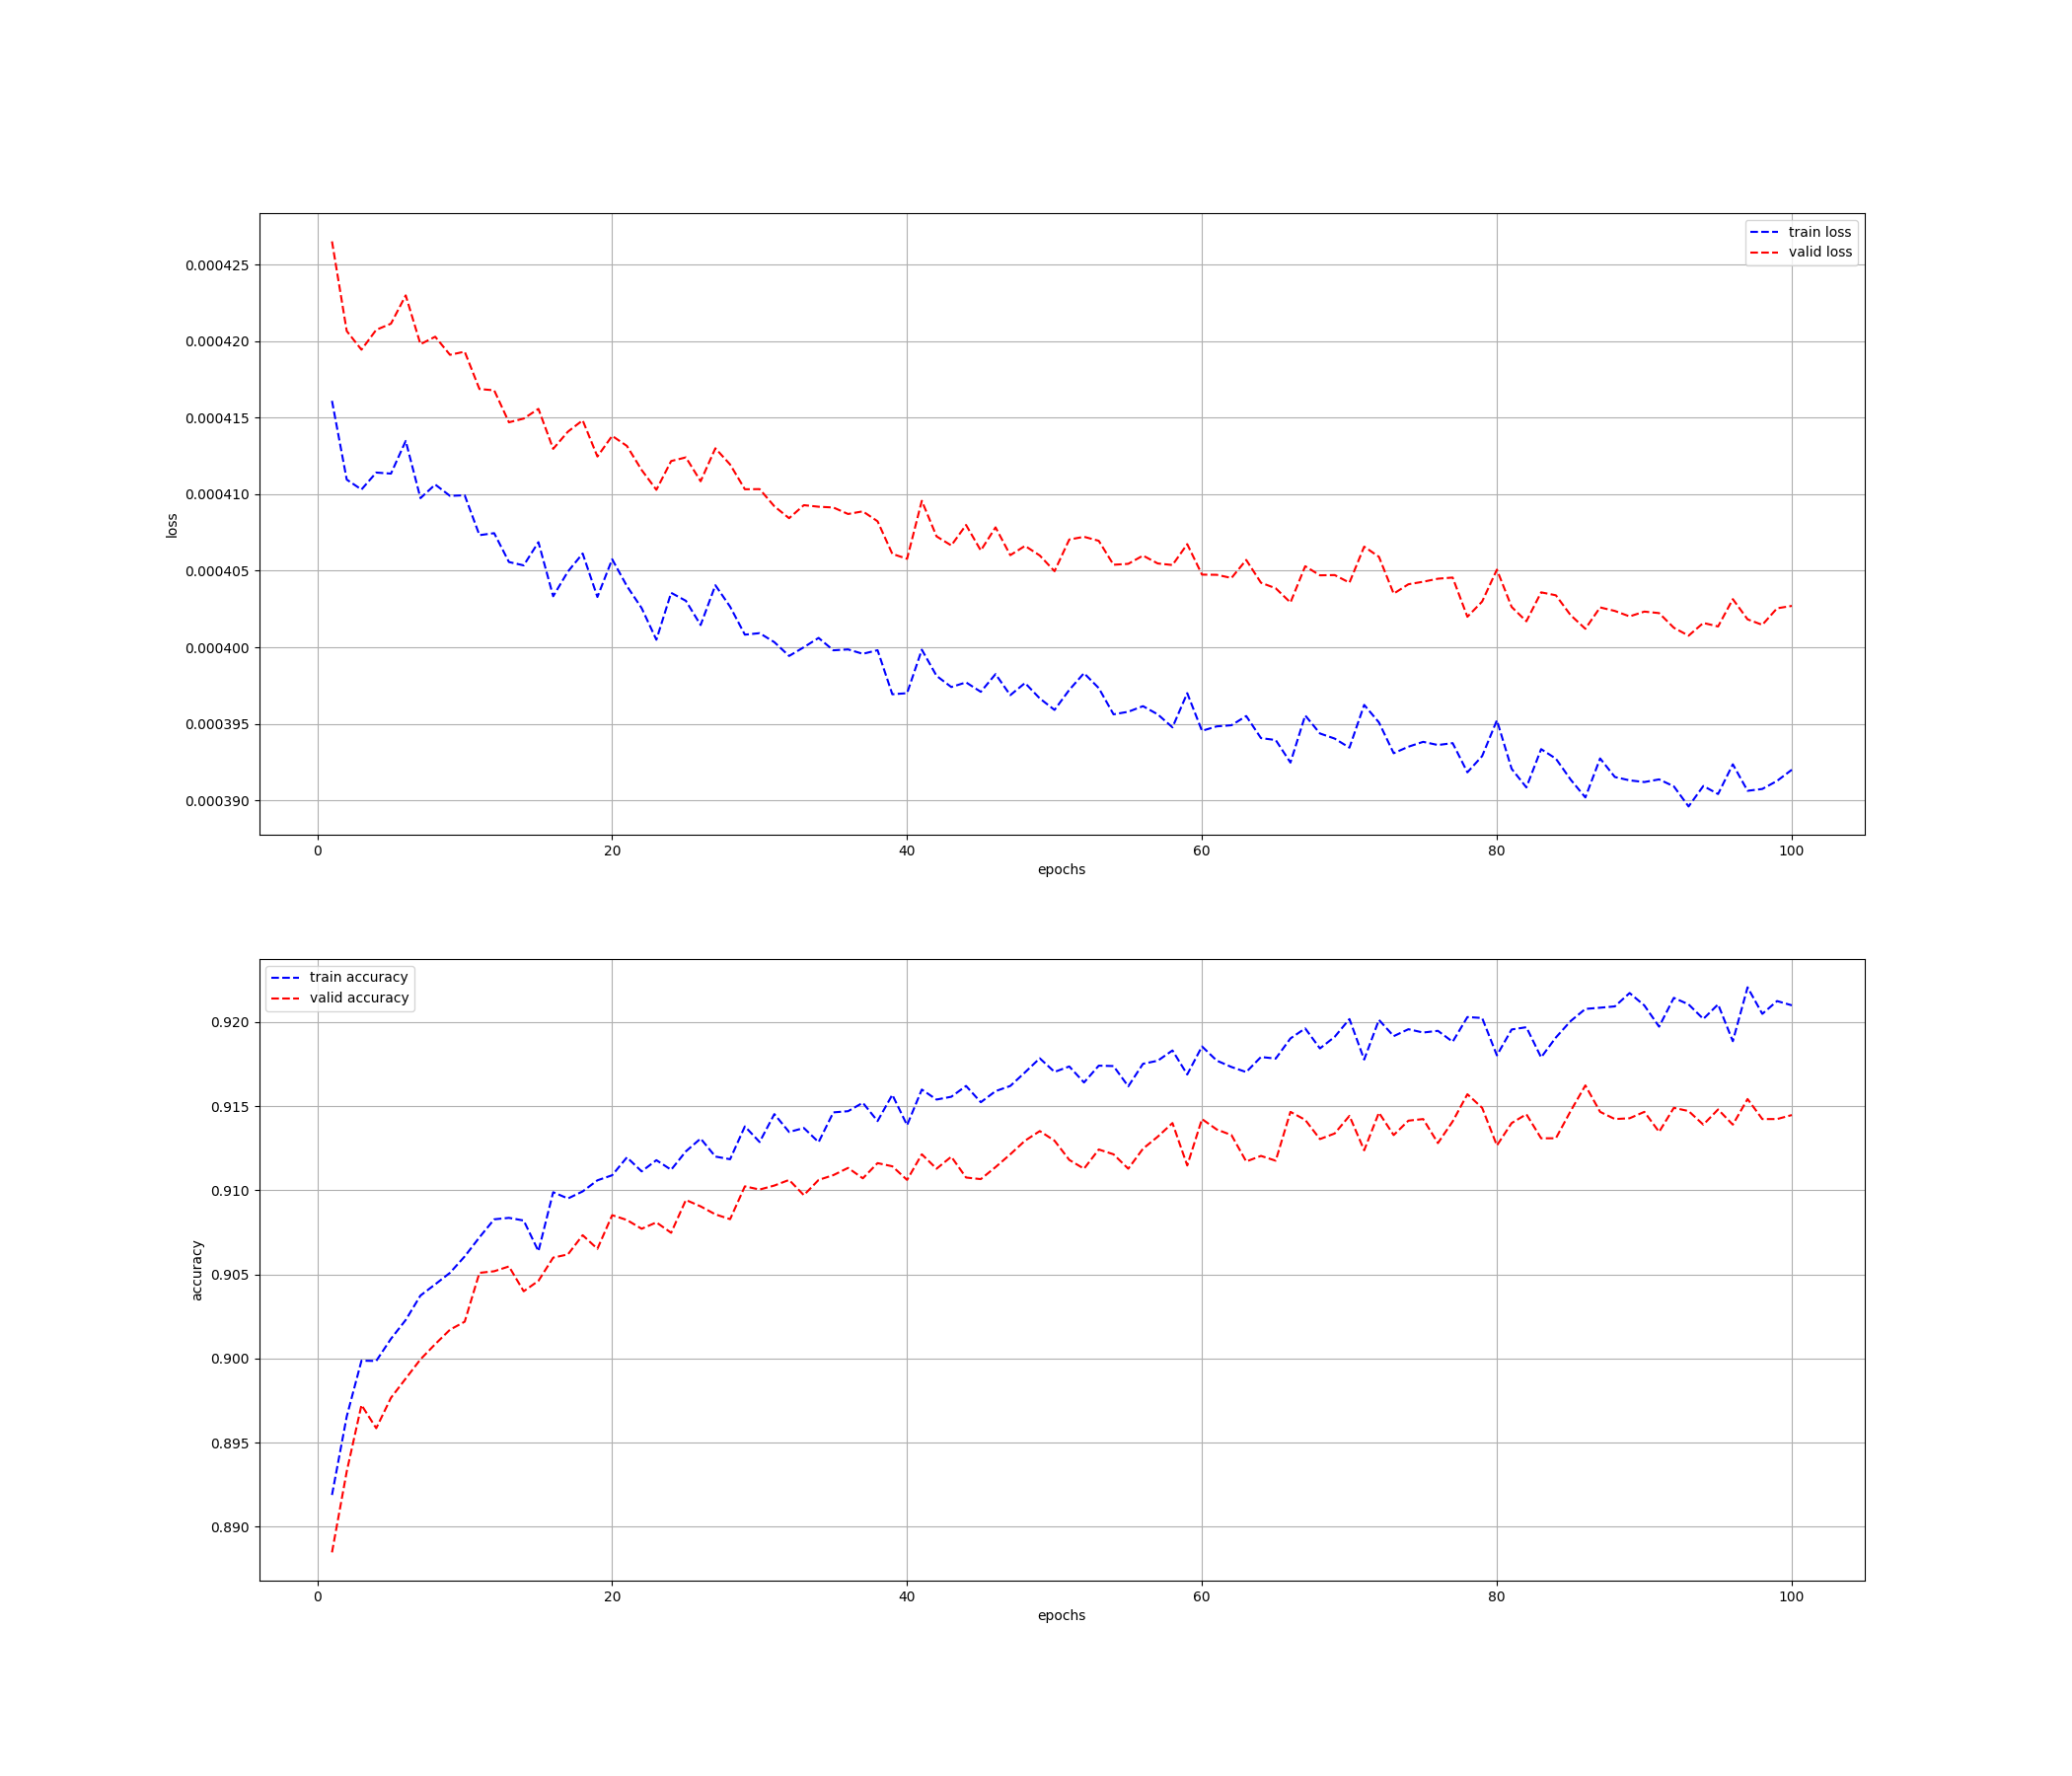 train loss
valid loss
0.000425
0.000420
0.000415
0.000410
0.000405
0.000400
0.000395
0.000390
loss
0 20 40 60 80 100
epochs
train accuracy
valid accuracy
0.920
0.915
0.910
0.905
0.900
0.895
0.890
accuracy
0 20 40 60 80 100
epochs